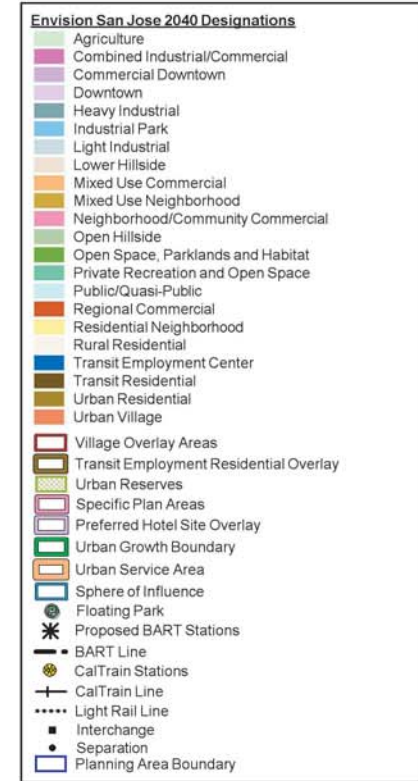 Envision San Jose 2040 Designations
Agriculture
Combined Industrial/Commercial
Commercial Downtown
Downtown
Heavy Industrial
Industrial Park
Light Industrial
Lower Hillside
Mixed Use Commercial
Mixed Use Neighborhood
Neighborhood/Community Commercial
Open Hillside
Open Space, Parklands and Habitat
Private Recreation and Open Space
Public/Quasi-Public
Regional Commercial
Residential Neighborhood
Rural Residential
Transit Employment Center
Transit Residential
Urban Residential
Urban Village
Village Overlay Areas
Transit Employment Residential Overlay
Urban Reserves
Specific Plan Areas
Preferred Hotel Site Overlay
Urban Growth Boundary
Urban Service Area
Sphere of Influence
Floating Park
Proposed BART Stations
BART Line
CalTrain Stations
CalTrain Line
Light Rail Line
Interchange
Separation
Planning Area Boundary